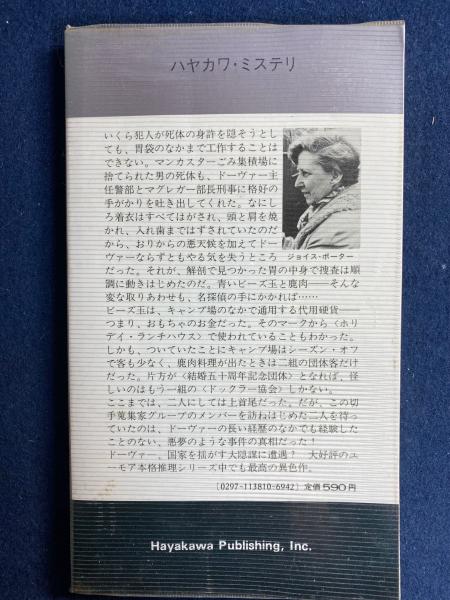 ハヤカワ・ミステリ
いくら犯人が死体の身許を隠そうとし
ても、胃袋のなかまで工作することは
できない。マンカスターごみ集積場に
捨てられた男の死体も、ドーヴァー主
任警部とマグレガー部長刑事に格好の
手がかりを吐き出してくれた。なにし
ろ着衣はすべてはがされ、頭と肩を焼
かれ、入れ歯まではずされていたのだ
から、おりからの悪天候を加えてドー
ヴァーならずともやる気を失うところ
ジョイス・ポーター
だった。それが、解剖で見つかった胃の中身で捜査は順
調に動きはじめたのだ。青いビーズ玉と鹿肉――そんな
変な取りあわせも、名探偵の手にかかれば……
ビーズ玉は、キャンプ場のなかで通用する代用硬貨――
つまり、おもちゃのお金だった。そのマークから〈ホリ
デイ・ランチハウス〉で使われていることもわかった。
しかも、ついていたことにキャンプ場はシーズン・オフ
で客も少なく、鹿肉料理が出たときは二組の団体客だけ
だった。片方が〈結婚五十周年記念団体〉となれば、怪
しいのはもう一組の〈ドックラー協会〉しかない。
ここまでは、二人にしては上首尾だった。だが、この切
手蒐集家グループのメンバーを訪ねはじめた二人を待っ
ていたのは、ドーヴァーの長い経歴のなかでも経験した
ことのない、悪夢のような事件の真相だった！
ドーヴァー、国家を揺がす大隠謀に遭遇？　大好評のユ
ーモア本格推理シリーズ中でも最高の異色作。
〔0297-113810-6942〕定価590円
Hayakawa Publishing, Inc.